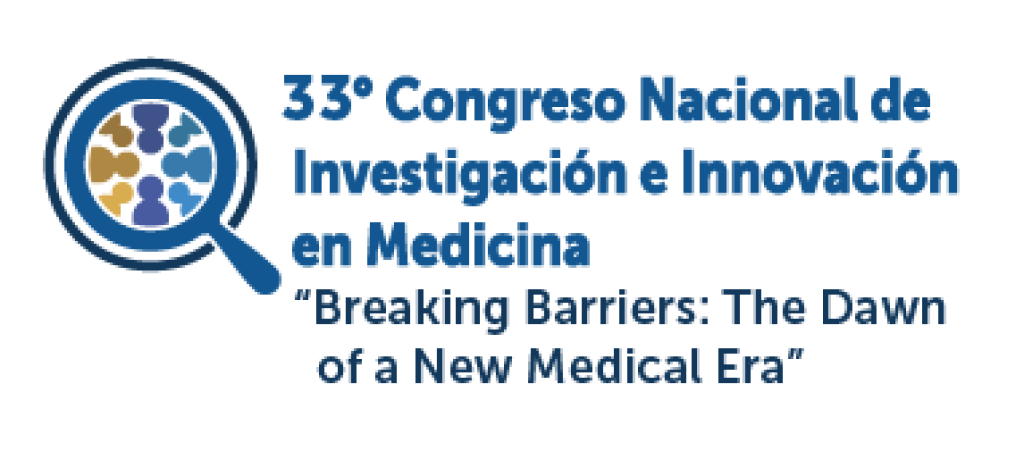 33° Congreso Nacional de
Investigación e Innovación
en Medicina
“Breaking Barriers: The Dawn
of a New Medical Era”